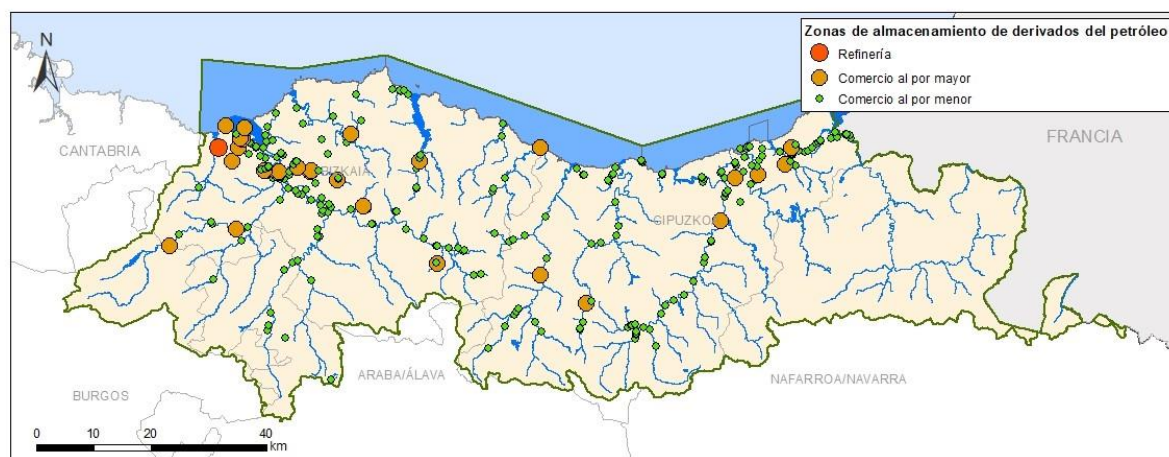 Zonas de almacenamiento de derivados del petróleo
Refinería
Comercio al por mayor
Comercio al por menor
N
FRANCIA
CANTABRIA
BIZKAIA
GIPUZKO
ARABA/ÁLAVA
NAFARROA/NAVARRA
BURGOS
0 10 20 40
km